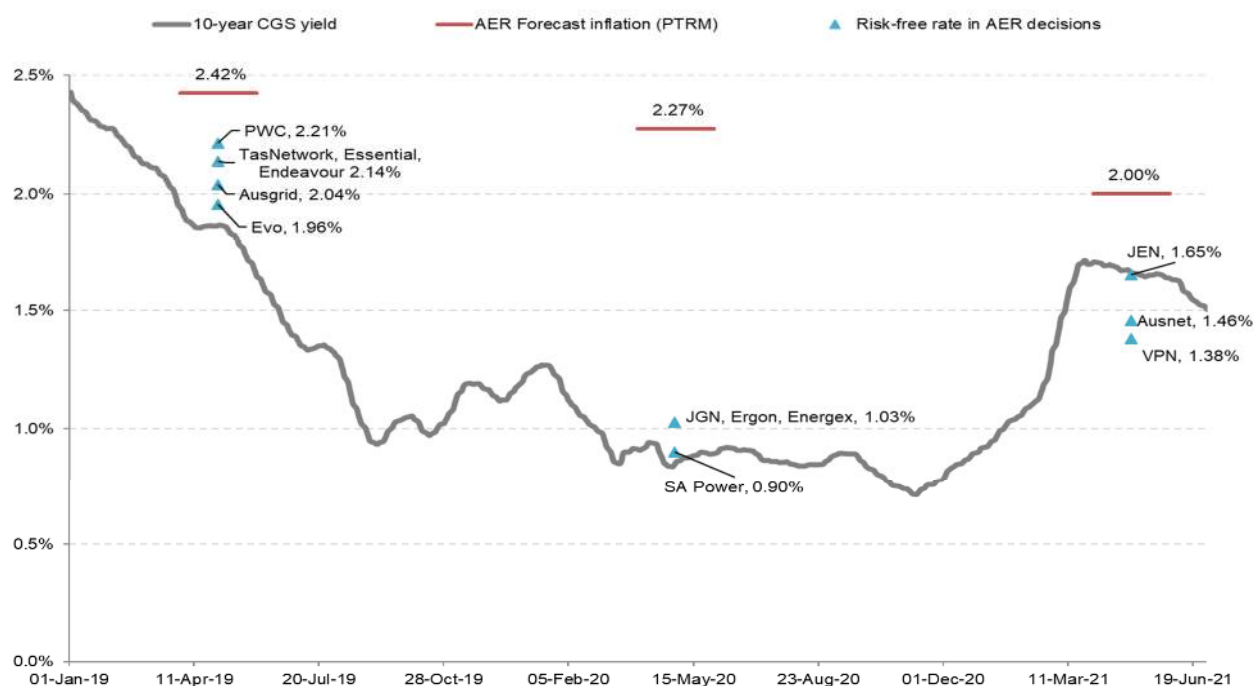 10-year CGS yield
AER Forecast inflation (PTRM)
Risk-free rate in AER decisions
2.5%
2.0%
1.5%
1.0%
0.5%
0.0%
2.42%
PWC, 2.21%
TasNetwork, Essential,
Endeavour 2.14%
Ausgrid, 2.04%
Evo, 1.96%
2.27%
JGN, Ergon, Energex, 1.03%
SA Power, 0.90%
2.00%
JEN, 1.65%
Ausnet, 1.46%
VPN, 1.38%
01-Jan-19
11-Apr-19
20-Jul-19
28-Oct-19
05-Feb-20
15-May-20
23-Aug-20
01-Dec-20
11-Mar-21
19-Jun-21